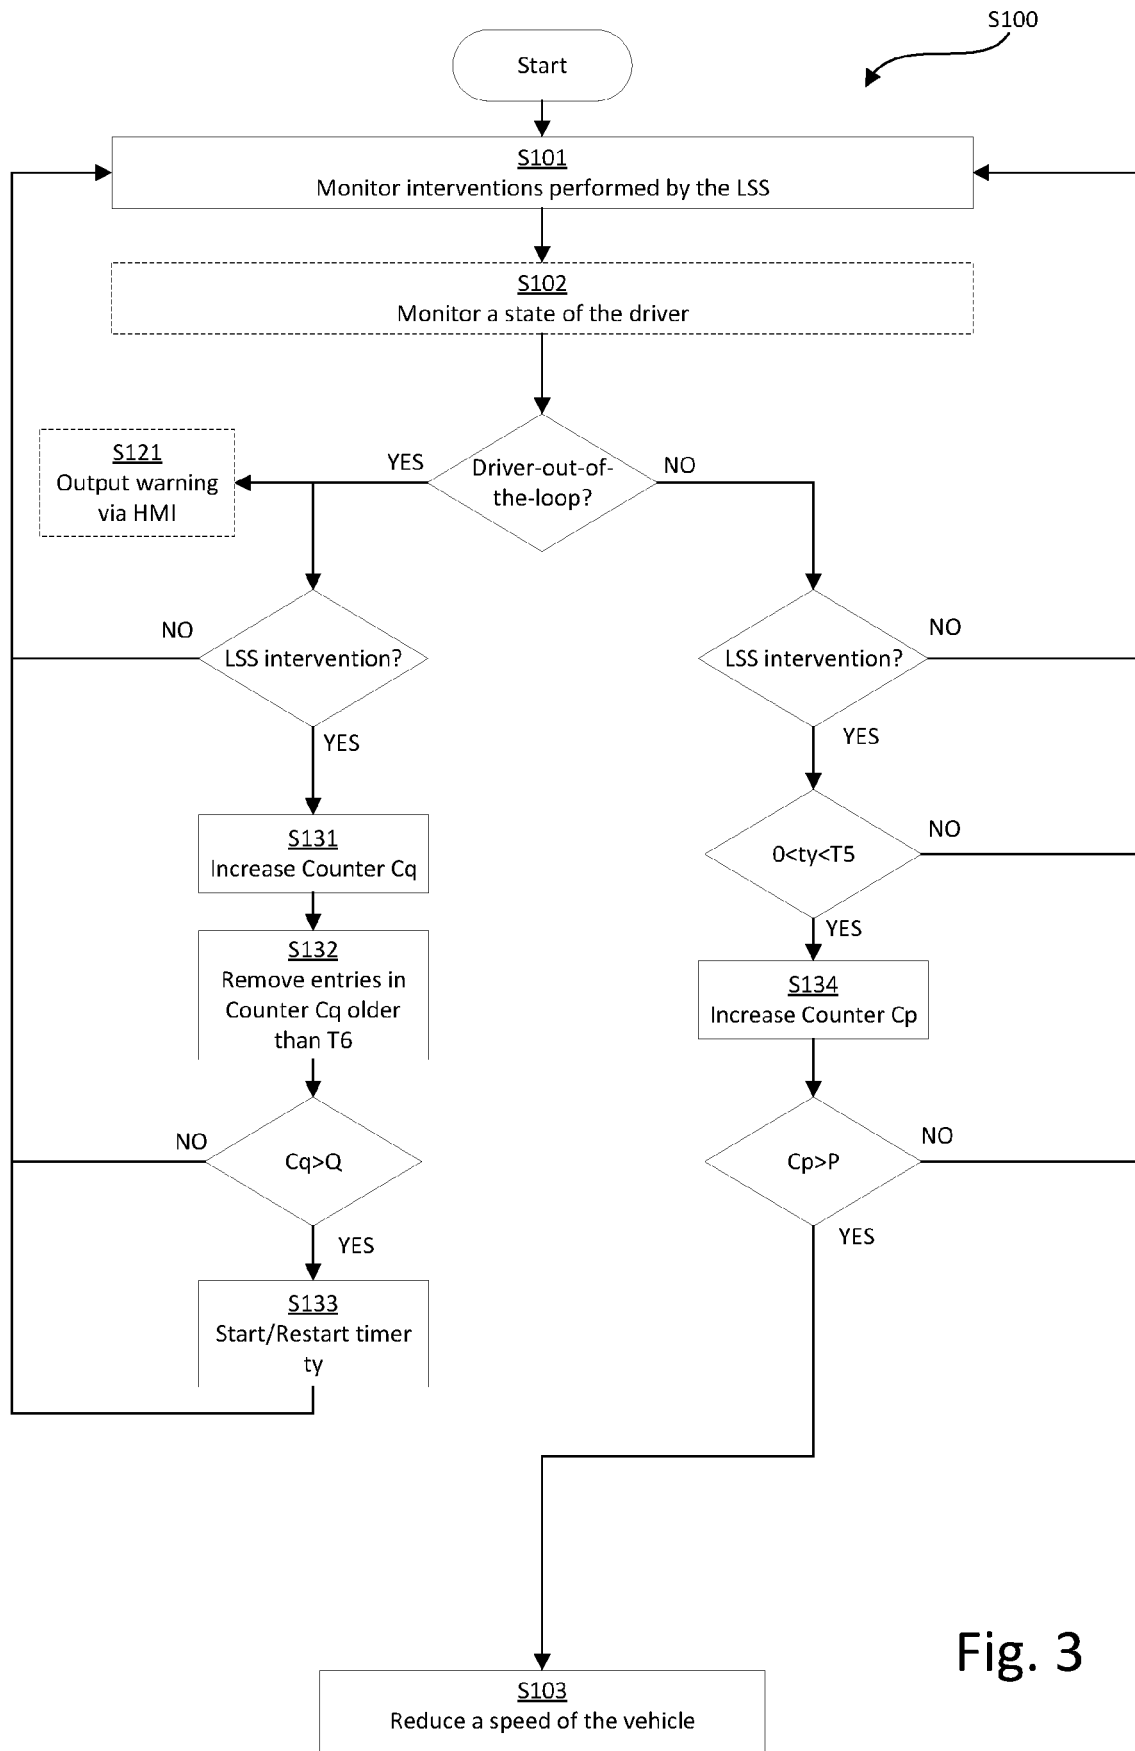 S100
Start
S101
Monitor interventions performed by the LSS
S102
Monitor a state of the driver
S121
Output warning
via HMI
YES
Driver-out-of-
the-loop?
NO
NO
LSS intervention?
YES
LSS intervention?
NO
YES
S131
Increase Counter Cq
0<ty<T5
NO
YES
S132
Remove entries in
Counter Cq older
than T6
S134
Increase Counter Cp
NO
Cq>Q
YES
Cp>P
NO
YES
S133
Start/Restart timer
ty
S103
Reduce a speed of the vehicle
Fig. 3